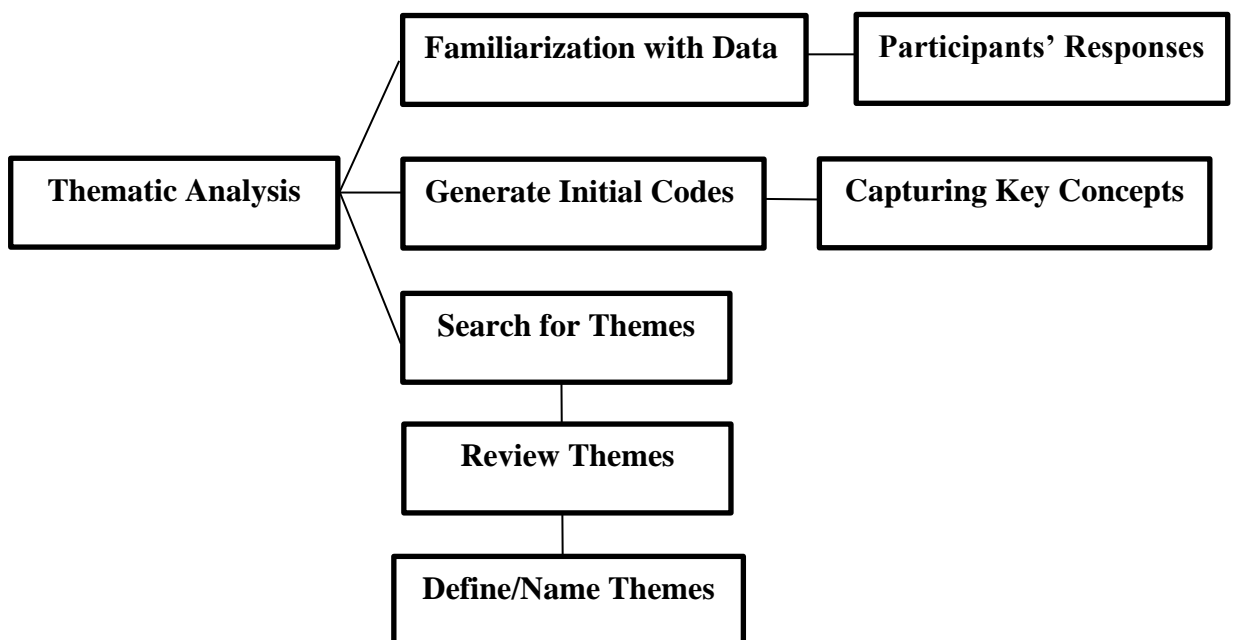 Familiarization with Data
Participants’ Responses
Thematic Analysis
Generate Initial Codes
Capturing Key Concepts
Search for Themes
Review Themes
Define/Name Themes